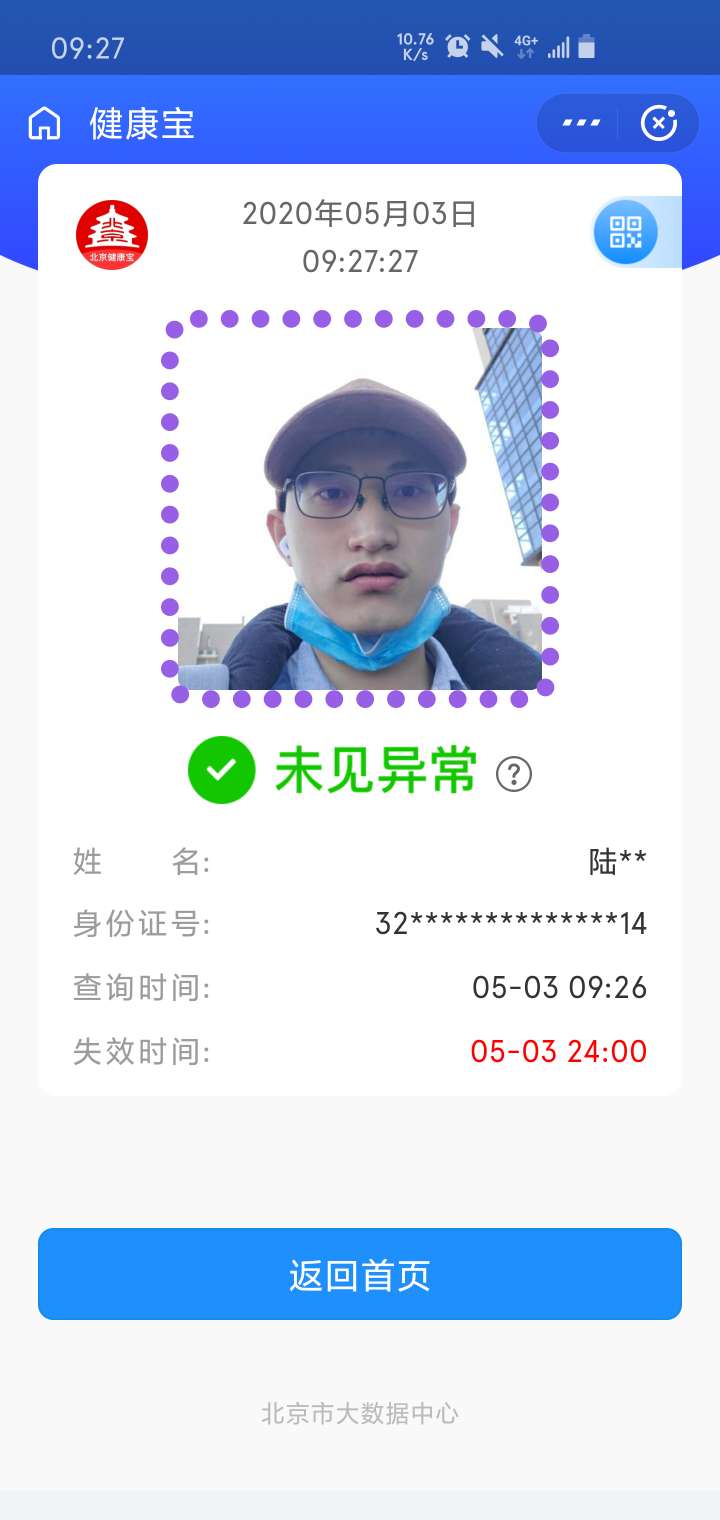 09:27
10.76
K/s
4G+
健康宝
2020年05月03日
09:27:27
北京健康宝
未见异常 ?
姓 名: 陆**
身份证号: 32**************14
查询时间: 05-03 09:26
失效时间: 05-03 24:00
返回首页
北京市大数据中心